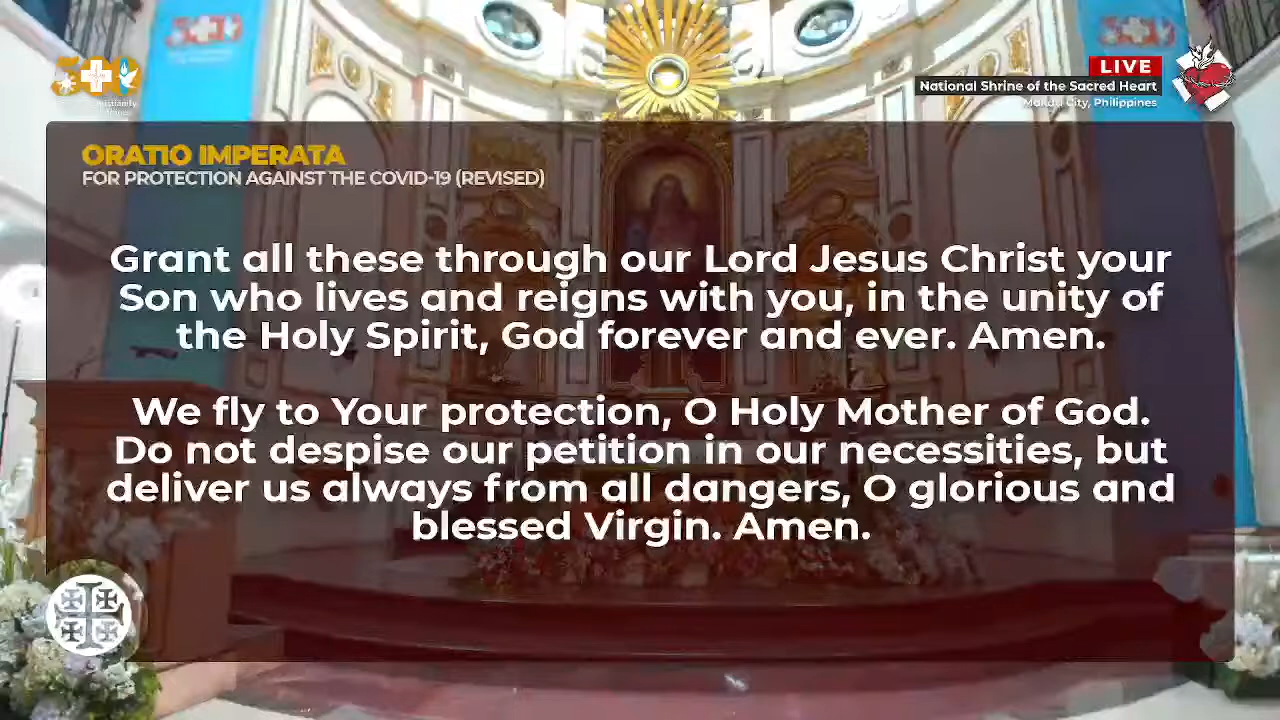 LIVE
National Shrine of the Sacred Heart
Makati City, Philippines
ORATIO IMPERATA
FOR PROTECTION AGAINST THE COVID-19 (REVISED)
Grant all these through our Lord Jesus Christ your
Son who lives and reigns with you, in the unity of
the Holy Spirit, God forever and ever. Amen.
We fly to Your protection, O Holy Mother of God.
Do not despise our petition in our necessities, but
deliver us always from all dangers, O glorious and
blessed Virgin. Amen.